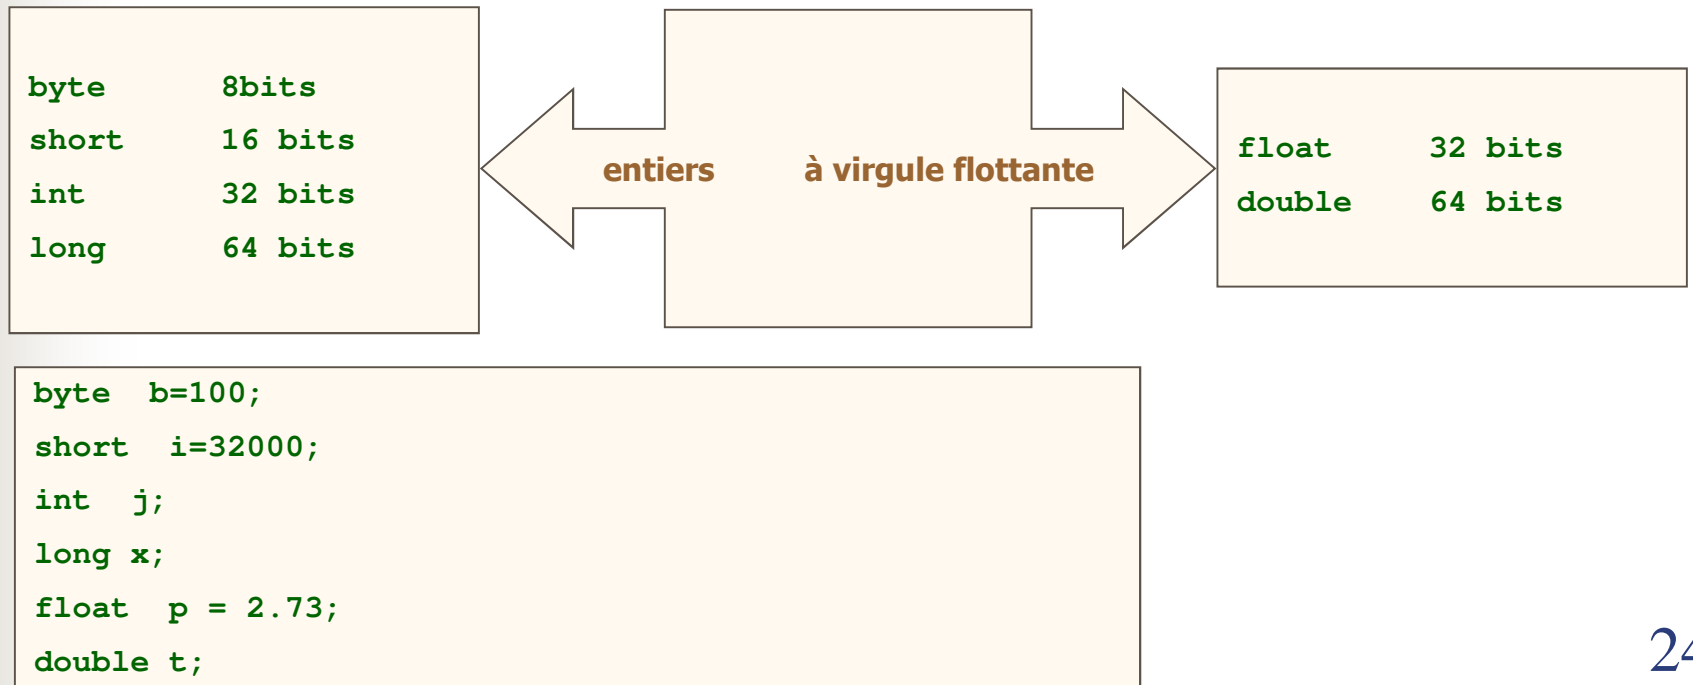 byte 8bits
short 16 bits
int 32 bits
long 64 bits
entiers à virgule flottante
float 32 bits
double 64 bits
byte b=100;
short i=32000;
int j;
long x;
float p = 2.73;
double t;
24